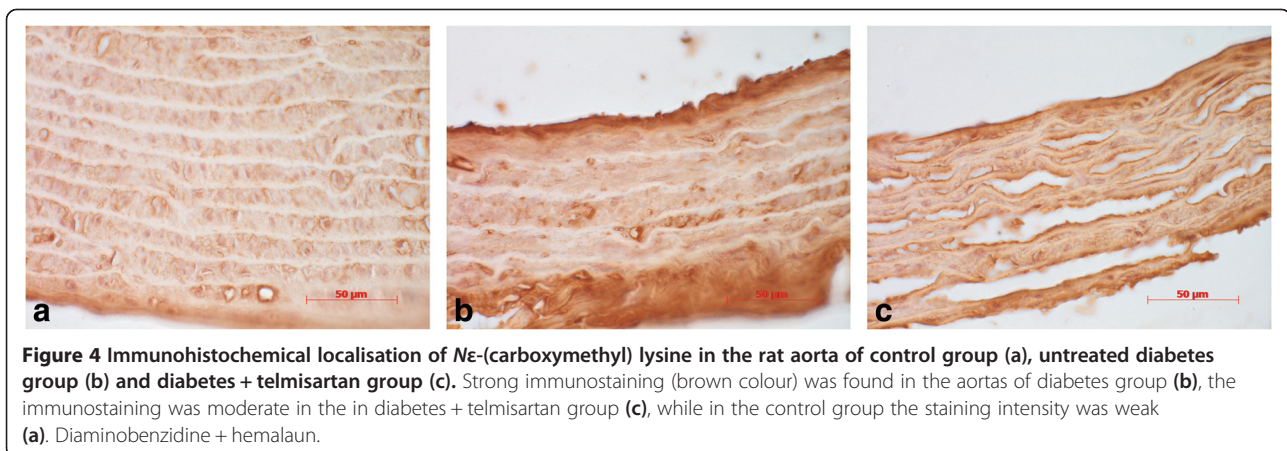 50 µm
50 µm
50 µm
a
b
c
Figure 4 Immunohistochemical localisation of Nε-(carboxymethyl) lysine in the rat aorta of control group (a), untreated diabetes
group (b) and diabetes + telmisartan group (c). Strong immunostaining (brown colour) was found in the aortas of diabetes group (b), the
immunostaining was moderate in the in diabetes + telmisartan group (c), while in the control group the staining intensity was weak
(a). Diaminobenzidine + hemalaun.